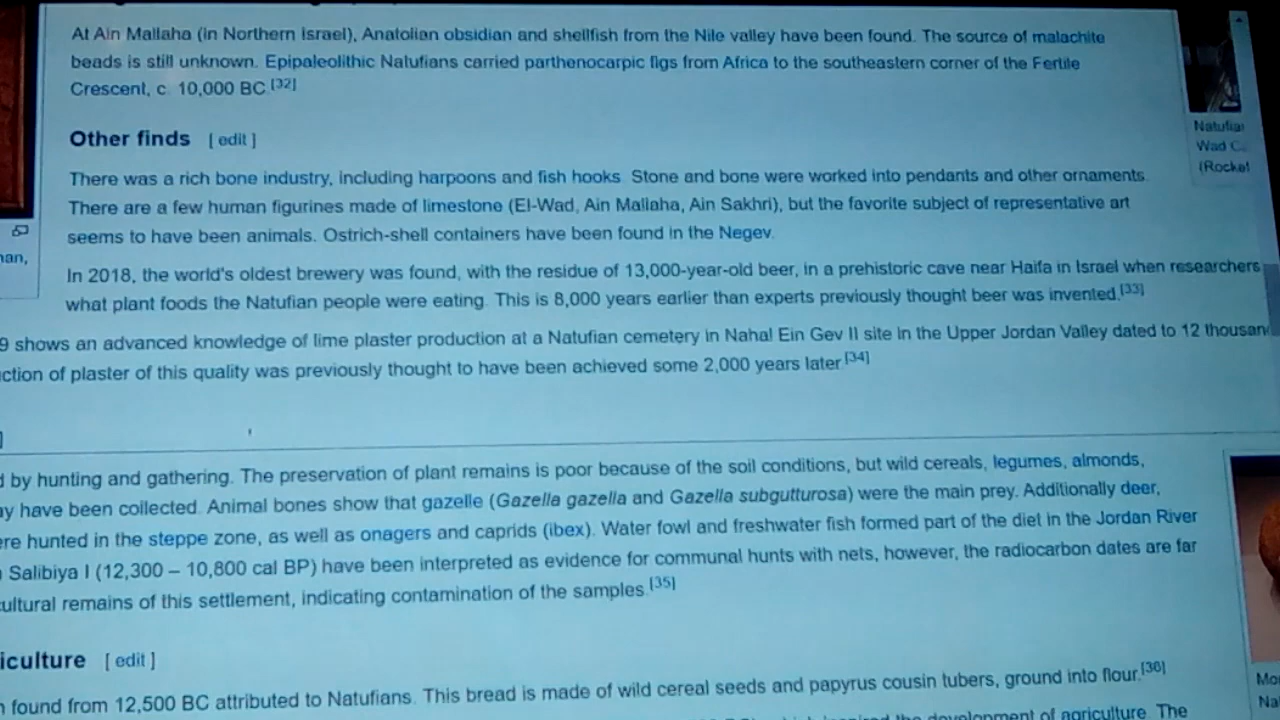 At Ain Mallaha (in Northern Israel), Anatolian obsidian and shellfish from the Nile valley have been found. The source of malachite
beads is still unknown. Epipaleolithic Natufians carried parthenocarpic figs from Africa to the southeastern corner of the Fertile
Crescent, c. 10,000 BC.[32]
Natufian
Wad C.
(Rockef
Other finds [ edit ]
There was a rich bone industry, including harpoons and fish hooks. Stone and bone were worked into pendants and other ornaments.
There are a few human figurines made of limestone (El-Wad, Ain Mallaha, Ain Sakhri), but the favorite subject of representative art
seems to have been animals. Ostrich-shell containers have been found in the Negev.
nan,
In 2018, the world's oldest brewery was found, with the residue of 13,000-year-old beer, in a prehistoric cave near Haifa in Israel when researchers
what plant foods the Natufian people were eating. This is 8,000 years earlier than experts previously thought beer was invented.[33]
9 shows an advanced knowledge of lime plaster production at a Natufian cemetery in Nahal Ein Gev II site in the Upper Jordan Valley dated to 12 thousan
ction of plaster of this quality was previously thought to have been achieved some 2,000 years later.[34]
]
d by hunting and gathering. The preservation of plant remains is poor because of the soil conditions, but wild cereals, legumes, almonds,
ay have been collected. Animal bones show that gazelle (Gazella gazella and Gazella subgutturosa) were the main prey. Additionally deer,
ere hunted in the steppe zone, as well as onagers and caprids (ibex). Water fowl and freshwater fish formed part of the diet in the Jordan River
Salibiya I (12,300 – 10,800 cal BP) have been interpreted as evidence for communal hunts with nets, however, the radiocarbon dates are far
cultural remains of this settlement, indicating contamination of the samples.[35]
iculture [ edit ]
n found from 12,500 BC attributed to Natufians. This bread is made of wild cereal seeds and papyrus cousin tubers, ground into flour.[36]
the development of agriculture. The
Mo
Na